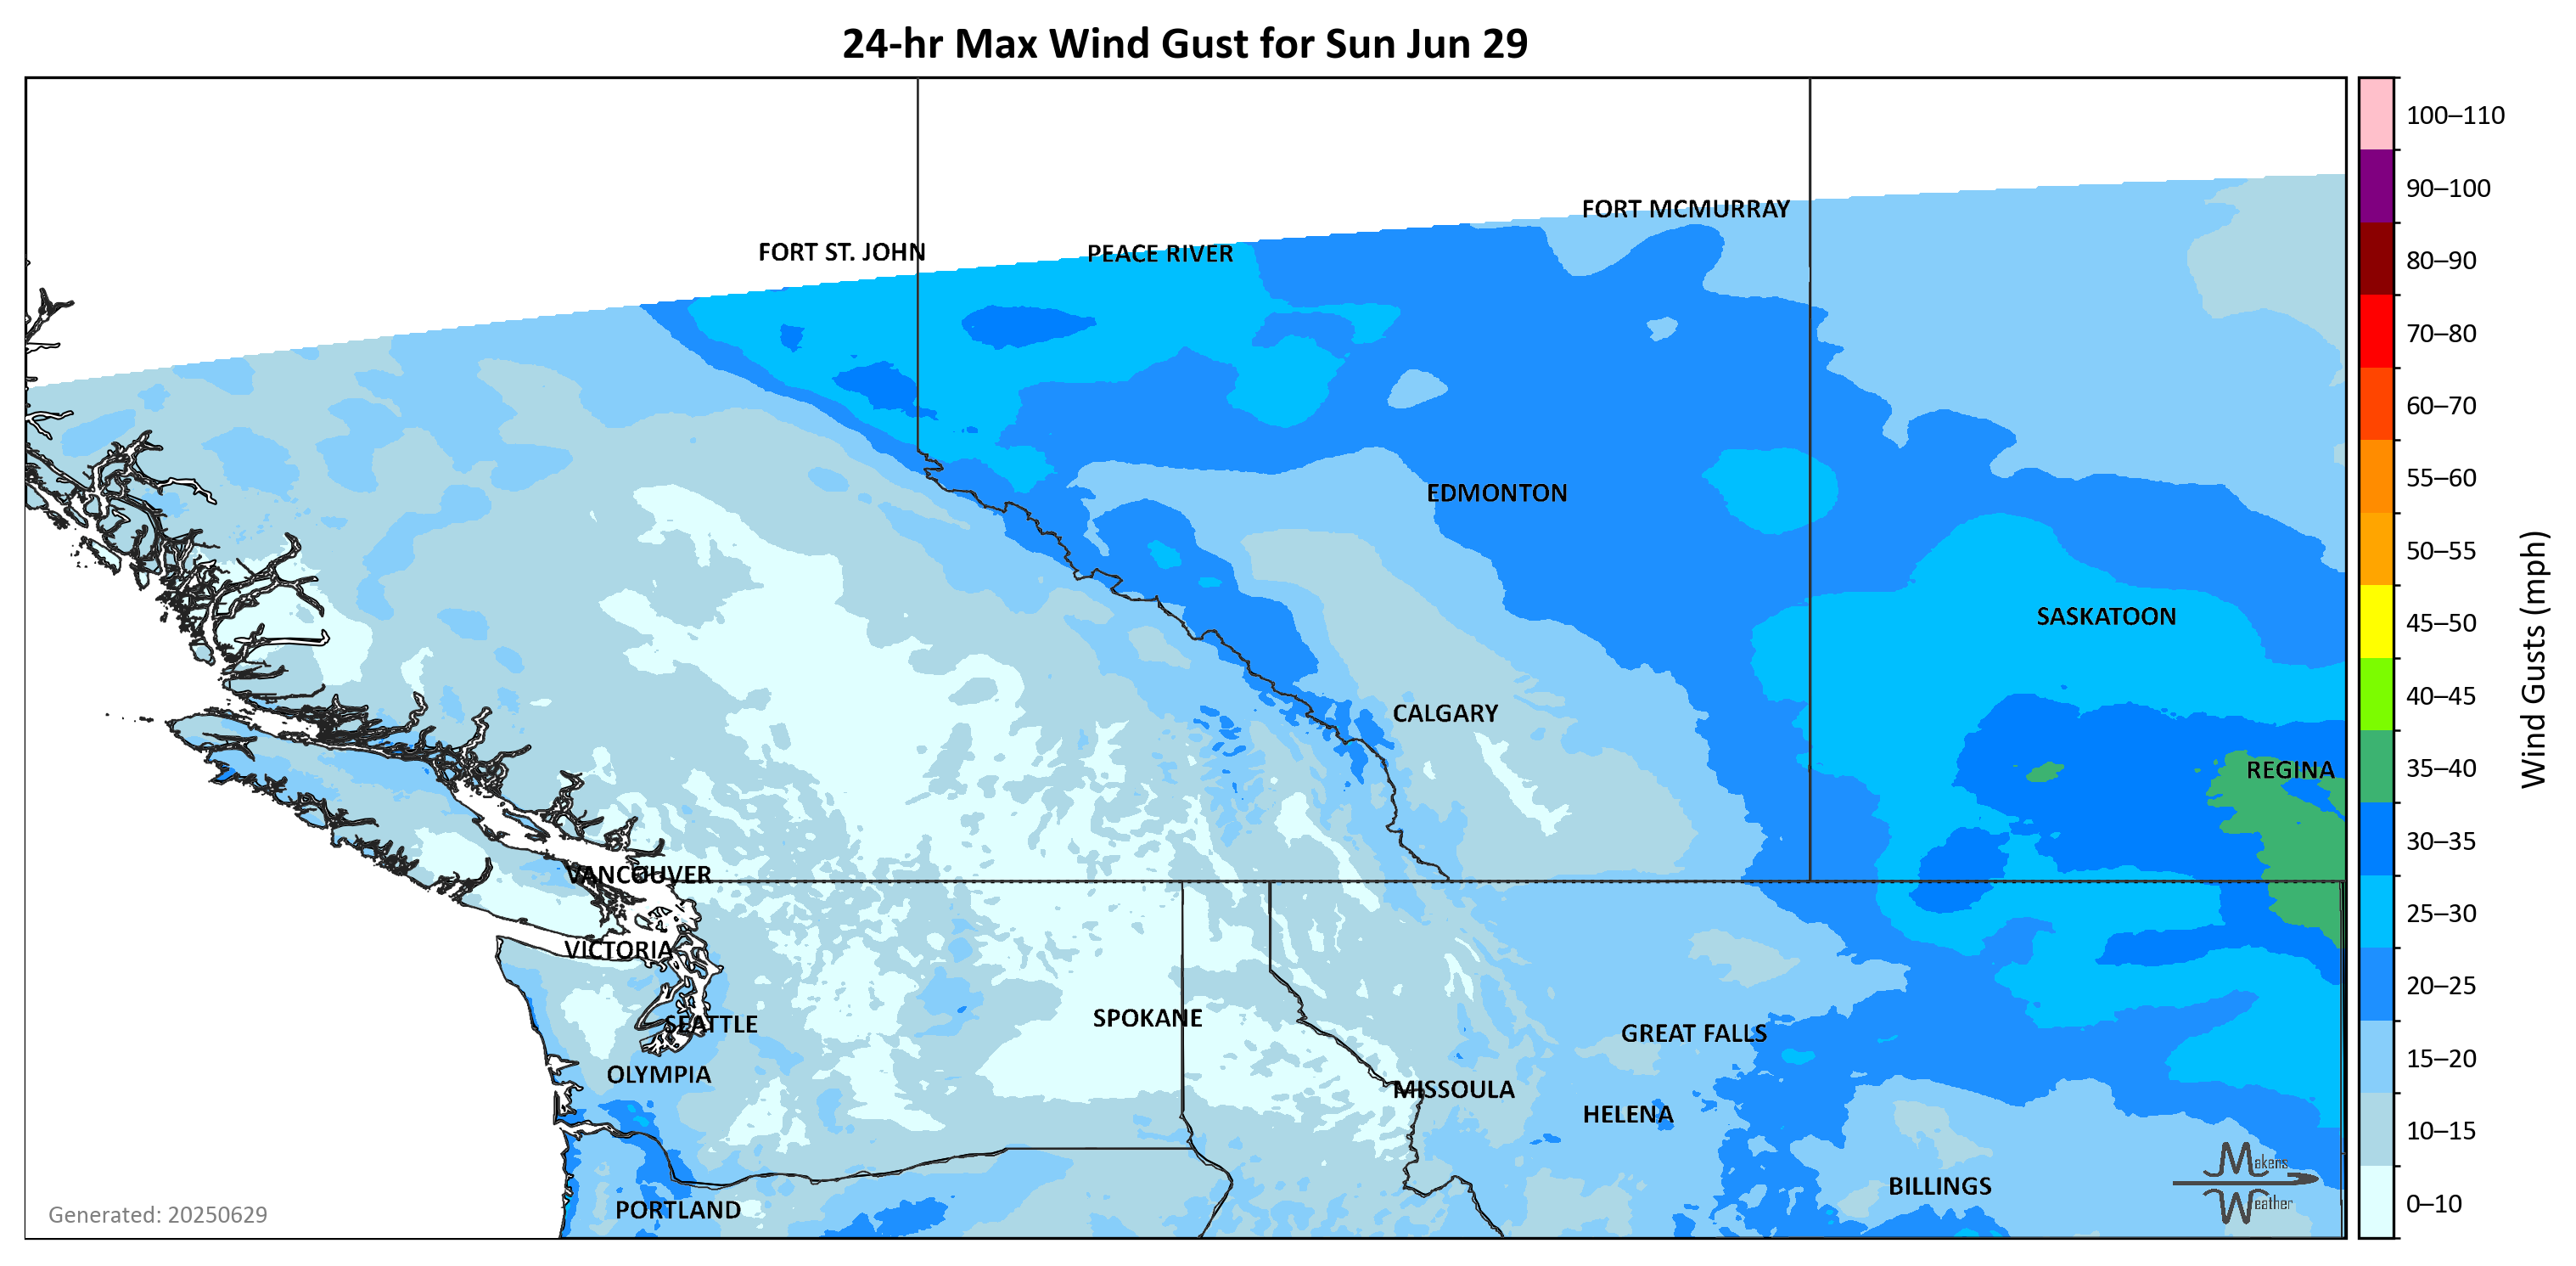 24-hr Max Wind Gust for Sun Jun 29
100–110
90–100
80–90
70–80
60–70
55–60
50–55
45–50
40–45
35–40
30–35
25–30
20–25
15–20
10–15
0–10
Wind Gusts (mph)
FORT MCMURRAY
FORT ST. JOHN
PEACE RIVER
EDMONTON
SASKATOON
CALGARY
REGINA
VANCOUVER
VICTORIA
SPOKANE
SEATTLE
GREAT FALLS
OLYMPIA
MISSOULA
HELENA
BILLINGS
PORTLAND
Makens
Weather
Generated: 20250629